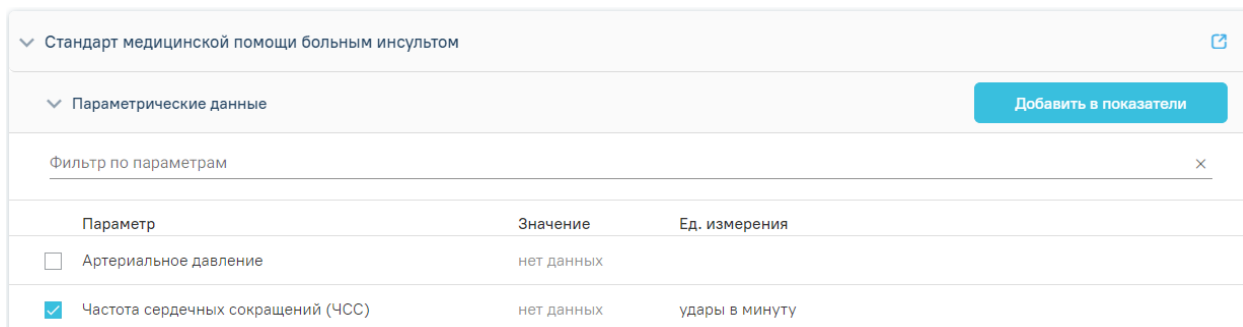 Стандарт медицинской помощи больным инсультом
Параметрические данные
Добавить в показатели
Фильтр по параметрам
Параметр Значение Ед. измерения
Артериальное давление нет данных
Частота сердечных сокращений (ЧСС) нет данных удары в минуту